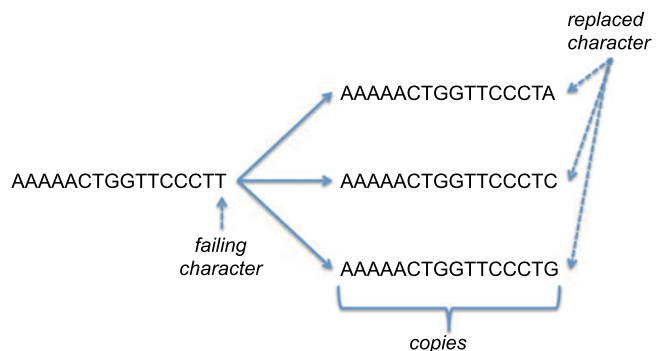 replaced
character
AAAAACTGGTTCCCTA
AAAAACTGGTTCCCTT
AAAAACTGGTTCCCTC
failing
character
AAAAACTGGTTCCCTG
copies